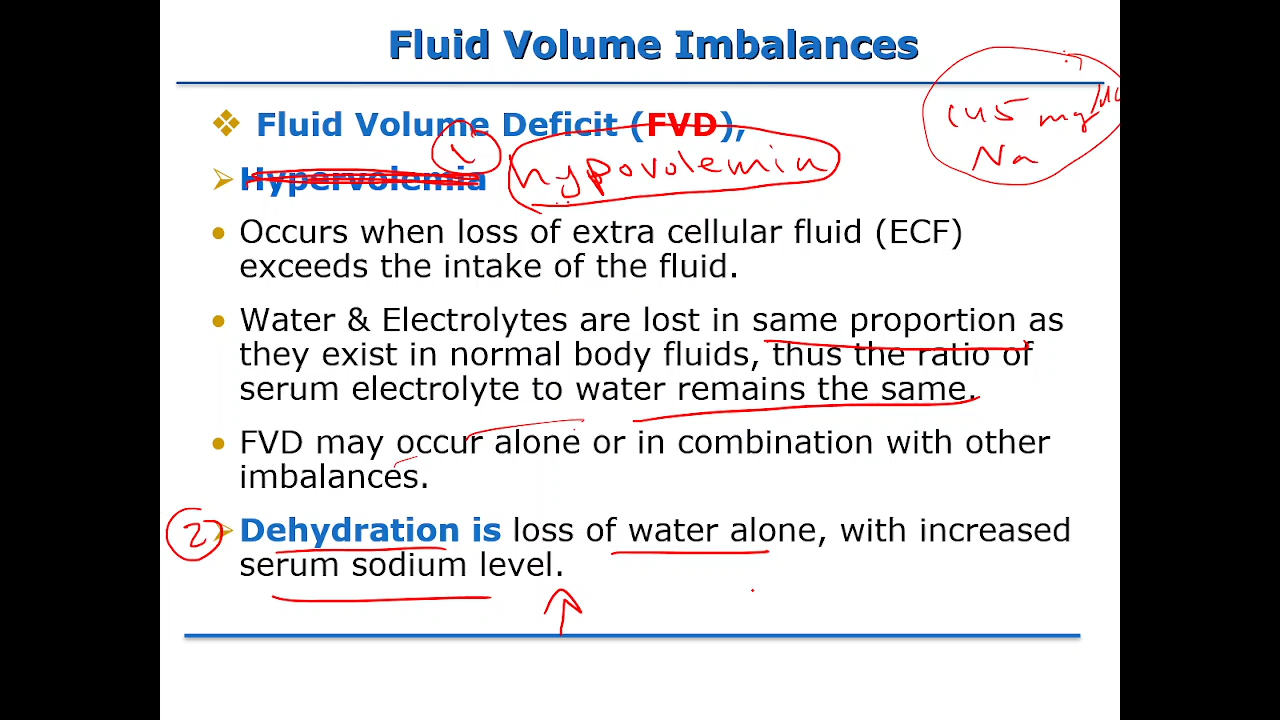 Fluid Volume Imbalances
145 mg
Na
❖ Fluid Volume Deficit (FVD),
1
➢ Hypervolemia hypovolemia
• Occurs when loss of extra cellular fluid (ECF)
exceeds the intake of the fluid.
• Water & Electrolytes are lost in same proportion as
they exist in normal body fluids, thus the ratio of
serum electrolyte to water remains the same.
• FVD may occur alone or in combination with other
imbalances.
2
➢ Dehydration is loss of water alone, with increased
serum sodium level.